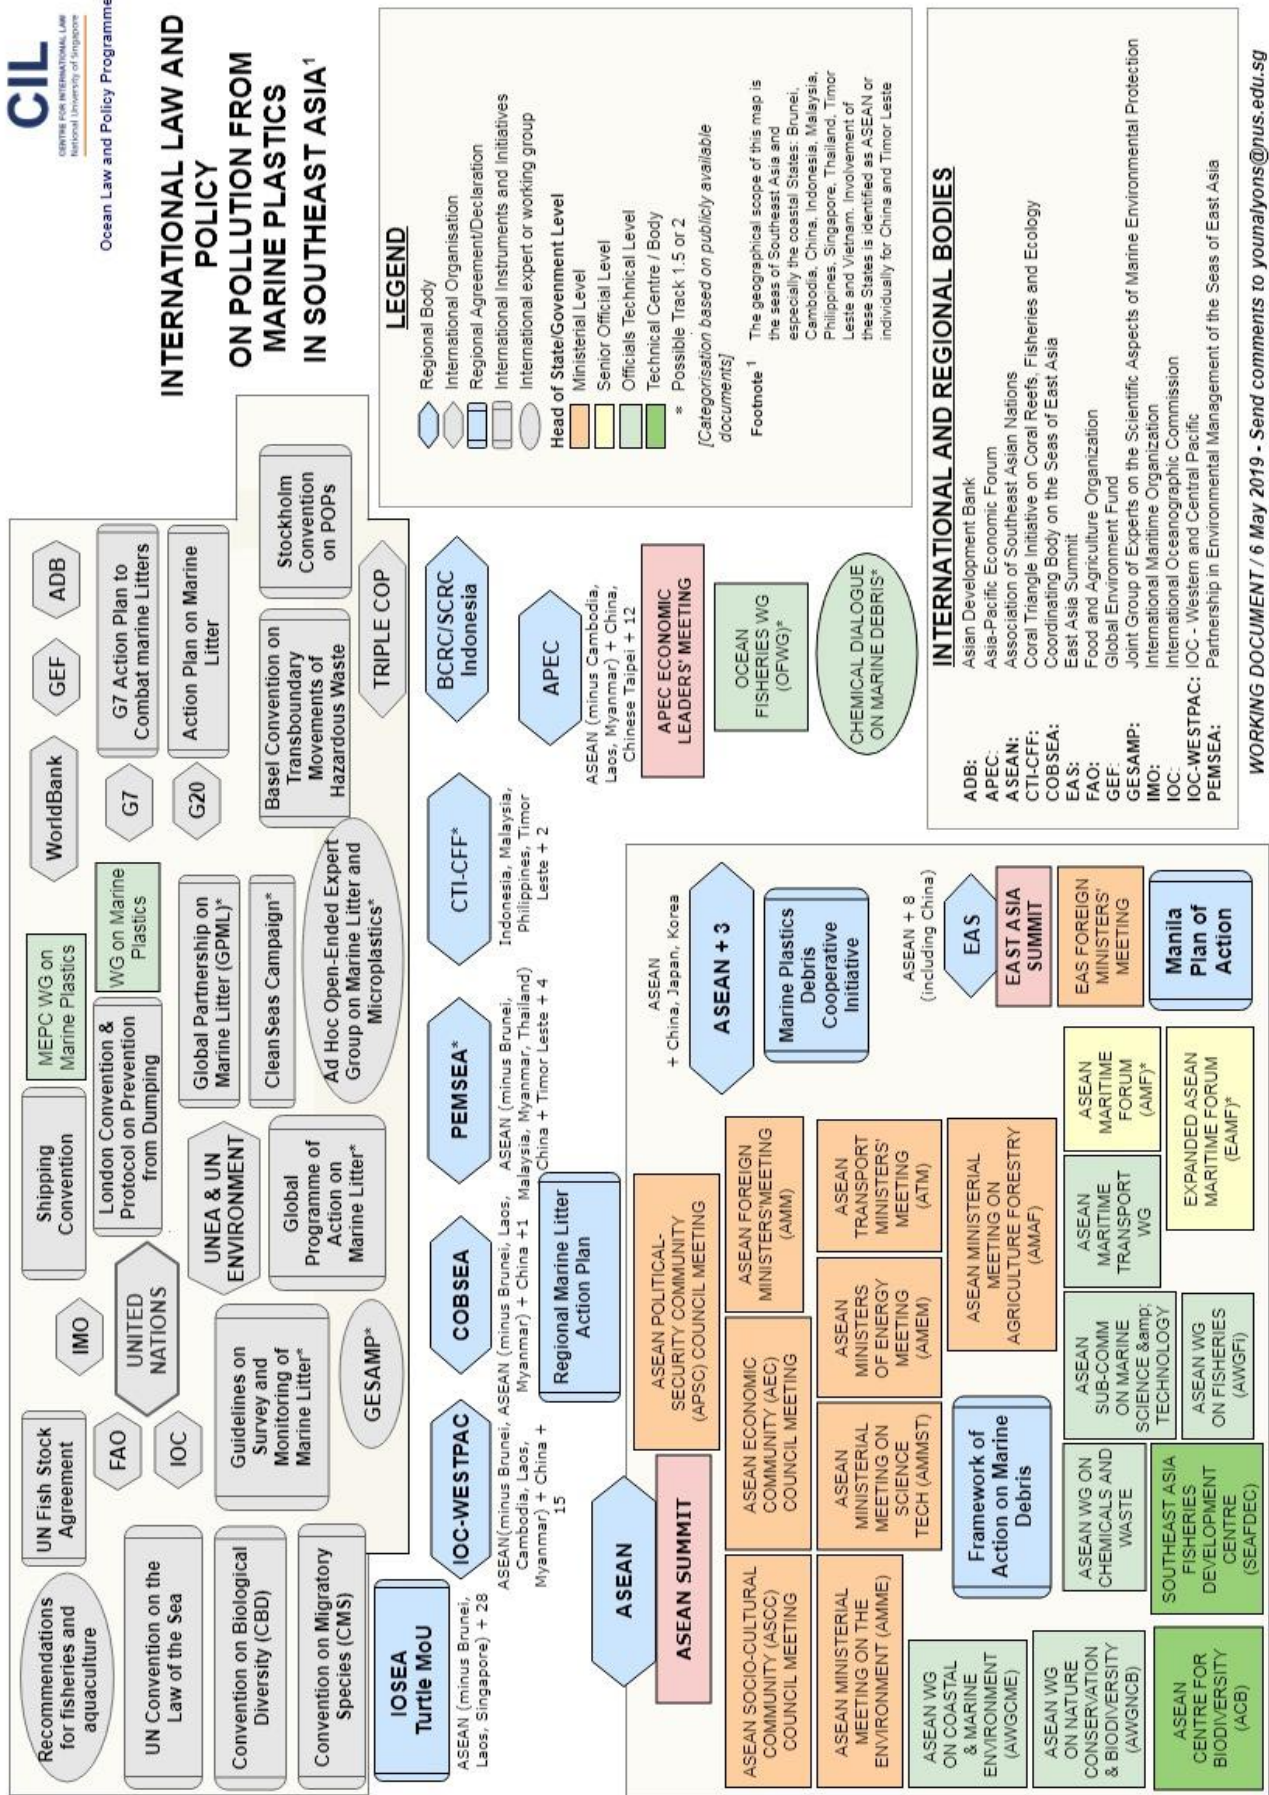 CIL
CENTRE FOR INTERNATIONAL LAW
National University of Singapore
Ocean Law and Policy Programme
INTERNATIONAL LAW AND
POLICY
ON POLLUTION FROM
MARINE PLASTICS
IN SOUTHEAST ASIA¹
Recommendations
for fisheries and
aquaculture
UN Fish Stock
Agreement
IMO
Shipping
Convention
MEPC WG on
Marine Plastics
WorldBank
GEF
ADB
UN Convention on the
Law of the Sea
FAO
UNITED
NATIONS
London Convention &
Protocol on Prevention
from Dumping
WG on Marine
Plastics
G7
G7 Action Plan to
Combat marine Litters
IOC
Convention on Biological
Diversity (CBD)
Guidelines on
Survey and
Monitoring of
Marine Litter*
UNEA & UN
ENVIRONMENT
Global Partnership on
Marine Litter (GPML)*
G20
Action Plan on Marine
Litter
CleanSeas Campaign*
Convention on Migratory
Species (CMS)
GESAMP*
Global
Programme of
Action on
Marine Litter*
Ad Hoc Open-Ended Expert
Group on Marine Litter and
Microplastics*
Basel Convention on
Transboundary
Movements of
Hazardous Waste
Stockholm
Convention
on POPs
TRIPLE COP
IOSEA
Turtle MoU
ASEAN (minus Brunei,
Laos, Singapore) + 28
IOC-WESTPAC
ASEAN(minus Brunei,
Cambodia, Laos,
Myanmar) + China +
15
COBSEA
ASEAN (minus Brunei, Laos,
Myanmar) + China +1
Regional Marine Litter
Action Plan
PEMSEA*
ASEAN (minus Brunei,
Malaysia, Myanmar, Thailand)
China + Timor Leste + 4
CTI-CFF*
Indonesia, Malaysia,
Philippines, Timor
Leste + 2
BCRC/SCRC
Indonesia
APEC
ASEAN (minus Cambodia,
Laos, Myanmar) + China,
Chinese Taipei + 12
APEC ECONOMIC
LEADERS' MEETING
OCEAN
FISHERIES WG
(OFWG)*
CHEMICAL DIALOGUE
ON MARINE DEBRIS*
ASEAN
ASEAN SUMMIT
ASEAN POLITICAL-
SECURITY COMMUNITY
(APSC) COUNCIL MEETING
ASEAN SOCIO-CULTURAL
COMMUNITY (ASCC)
COUNCIL MEETING
ASEAN ECONOMIC
COMMUNITY (AEC)
COUNCIL MEETING
ASEAN FOREIGN
MINISTERS'MEETING
(AMM)
ASEAN MINISTERIAL
MEETING ON THE
ENVIRONMENT (AMME)
ASEAN
MINISTERIAL
MEETING ON
SCIENCE
TECH (AMMST)
ASEAN
MINISTERS
OF ENERGY
MEETING
(AMEM)
ASEAN
TRANSPORT
MINISTERS'
MEETING
(ATM)
ASEAN WG
ON COASTAL
& MARINE
ENVIRONMENT
(AWGCME)
Framework of
Action on Marine
Debris
ASEAN MINISTERIAL
MEETING ON
AGRICULTURE FORESTRY
(AMAF)
ASEAN WG
ON NATURE
CONSERVATION
& BIODIVERSITY
(AWGNCB)
ASEAN WG ON
CHEMICALS AND
WASTE
ASEAN
SUB-COMM
ON MARINE
SCIENCE &amp;
TECHNOLOGY
ASEAN
MARITIME
TRANSPORT
WG
ASEAN
MARITIME
FORUM
(AMF)*
ASEAN
CENTRE FOR
BIODIVERSITY
(ACB)
SOUTHEAST ASIA
FISHERIES
DEVELOPMENT
CENTRE
(SEAFDEC)
ASEAN WG
ON FISHERIES
(AWGFi)
EXPANDED ASEAN
MARITIME FORUM
(EAMF)*
ASEAN
+ China, Japan, Korea
ASEAN + 3
Marine Plastics
Debris
Cooperative
Initiative
ASEAN + 8
(including China)
EAS
EAST ASIA
SUMMIT
EAS FOREIGN
MINISTERS'
MEETING
Manila
Plan of
Action
LEGEND
Regional Body
International Organisation
Regional Agreement/Declaration
International Instruments and Initiatives
International expert or working group
Head of State/Govenment Level
Ministerial Level
Senior Official Level
Officials Technical Level
Technical Centre / Body
* Possible Track 1.5 or 2
[Categorisation based on publicly available
documents]
Footnote ¹ The geographical scope of this map is
the seas of Southeast Asia and
especially the coastal States: Brunei,
Cambodia, China, Indonesia, Malaysia,
Philippines, Singapore, Thailand, Timor
Leste and Vietnam. Involvement of
these States is identified as ASEAN or
individually for China and Timor Leste
INTERNATIONAL AND REGIONAL BODIES
ADB: Asian Development Bank
APEC: Asia-Pacific Economic Forum
ASEAN: Association of Southeast Asian Nations
CTI-CFF: Coral Triangle Initiative on Coral Reefs, Fisheries and Ecology
COBSEA: Coordinating Body on the Seas of East Asia
EAS: East Asia Summit
FAO: Food and Agriculture Organization
GEF: Global Environment Fund
GESAMP: Joint Group of Experts on the Scientific Aspects of Marine Environmental Protection
IMO: International Maritime Organization
IOC: International Oceanographic Commission
IOC-WESTPAC: IOC - Western and Central Pacific
PEMSEA: Partnership in Environmental Management of the Seas of East Asia
WORKING DOCUMENT / 6 May 2019 - Send comments to younalyons@nus.edu.sg